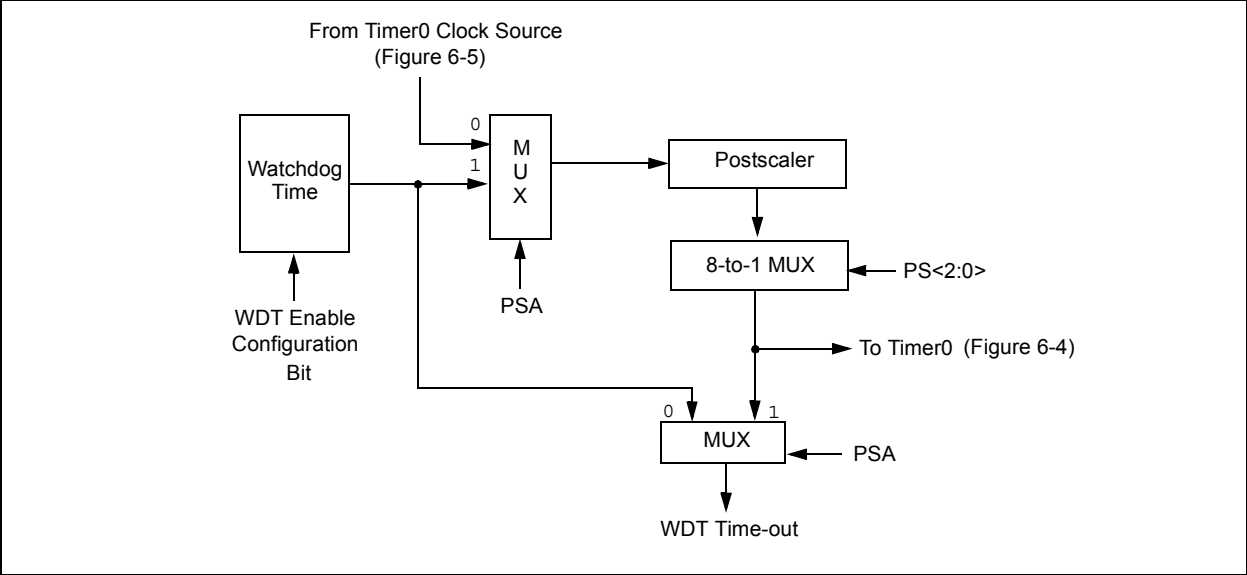 From Timer0 Clock Source
(Figure 6-5)
0
1
M
U
X
Watchdog
Time
Postscaler
8-to-1 MUX
PS<2:0>
PSA
WDT Enable
Configuration
Bit
To Timer0 (Figure 6-4)
0
1
MUX
PSA
WDT Time-out